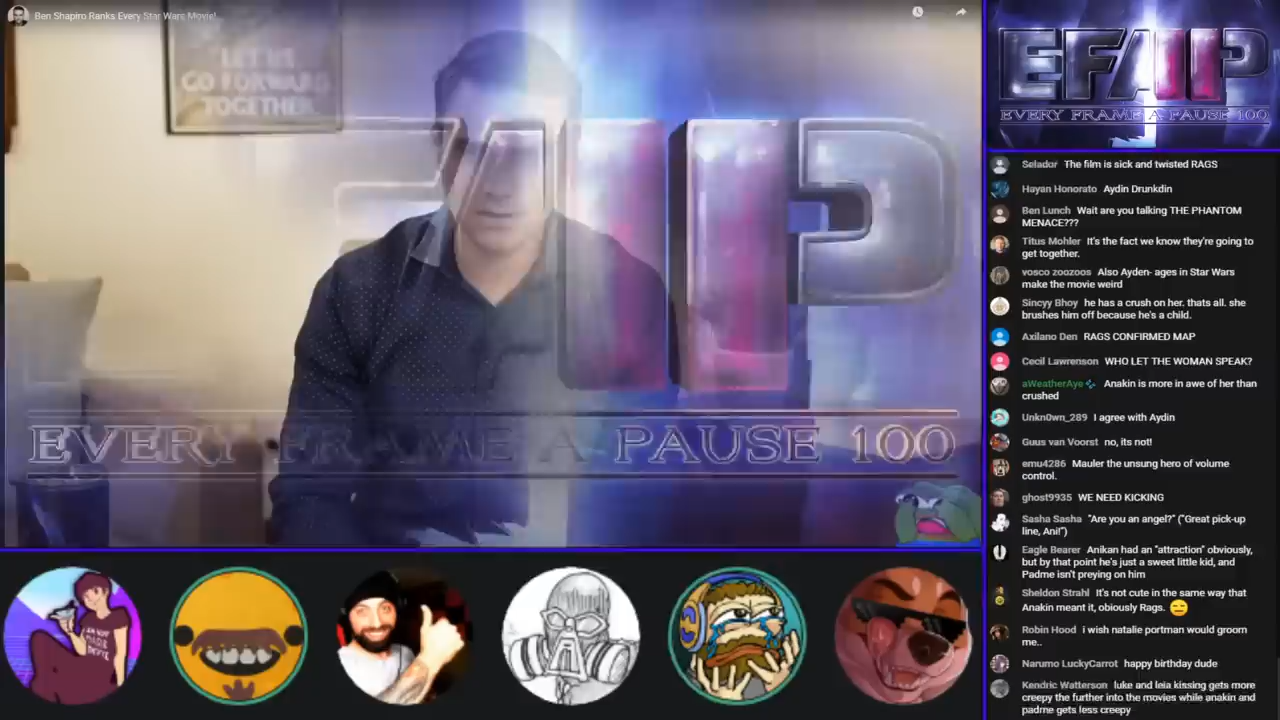 Ben Shapiro Ranks Every Star Wars Movie!
LET US
GO FORWARD
TOGETHER
EFAP
EVERY FRAME A PAUSE 100
EFAP
EVERY FRAME A PAUSE 100
Selador The film is sick and twisted RAGS
Hayan Honorato Aydin Drunkdin
Ben Lunch Wait are you talking THE PHANTOM
MENACE???
Titus Mohler It's the fact we know they're going to
get together.
vosco zoozoos Also Ayden- ages in Star Wars
make the movie weird
Sincyy Bhoy he has a crush on her. thats all. she
brushes him off because he's a child.
Axilano Den RAGS CONFIRMED MAP
Cecil Lawrenson WHO LET THE WOMAN SPEAK?
aWeatherAye Anakin is more in awe of her than
crushed
Unkn0wn_289 I agree with Aydin
Guus van Voorst no, its not!
emu4286 Mauler the unsung hero of volume
control.
ghost9935 WE NEED KICKING
Sasha Sasha "Are you an angel?" ("Great pick-up
line, Ani!")
Eagle Bearer Anikan had an "attraction" obviously,
but by that point he's just a sweet little kid, and
Padme isn't preying on him
Sheldon Strahl It's not cute in the same way that
Anakin meant it, obiously Rags. 😑
Robin Hood i wish natalie portman would groom
me..
Narumo LuckyCarrot happy birthday dude
Kendric Watterson luke and leia kissing gets more
creepy the further into the movies while anakin and
padme gets less creepy